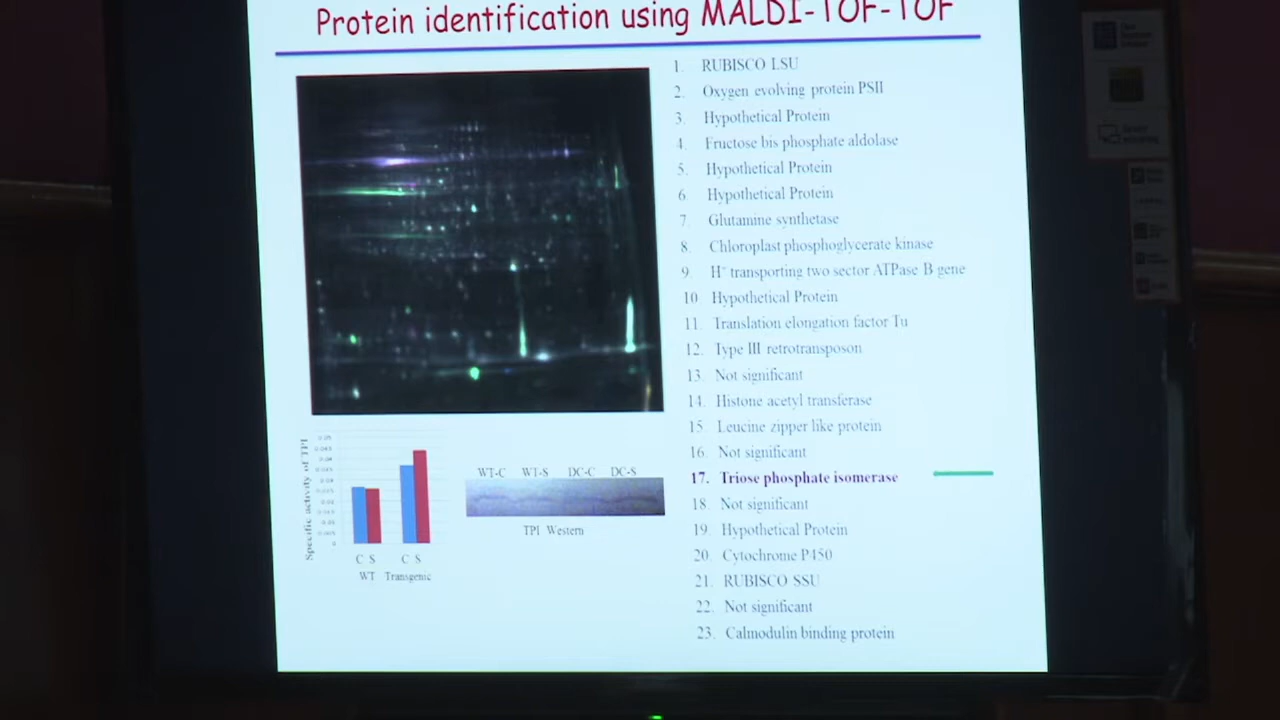 Protein identification using MALDI-TOF-TOF
1. RUBISCO LSU
2. Oxygen evolving protein PSII
3. Hypothetical Protein
4. Fructose bis phosphate aldolase
5. Hypothetical Protein
6. Hypothetical Protein
7. Glutamine synthetase
8. Chloroplast phosphoglycerate kinase
9. H⁺ transporting two sector ATPase B gene
10 Hypothetical Protein
11. Translation elongation factor Tu
12. Type III retrotransposon
13. Not significant
14. Histone acetyl transferase
15. Leucine zipper like protein
16. Not significant
17. Triose phosphate isomerase
18. Not significant
19. Hypothetical Protein
20. Cytochrome P450
21. RUBISCO SSU
22. Not significant
23. Calmodulin binding protein
Specific activity of TPI
C S C S
WT Transgenic
WT-C WT-S DC-C DC-S
TPI Western